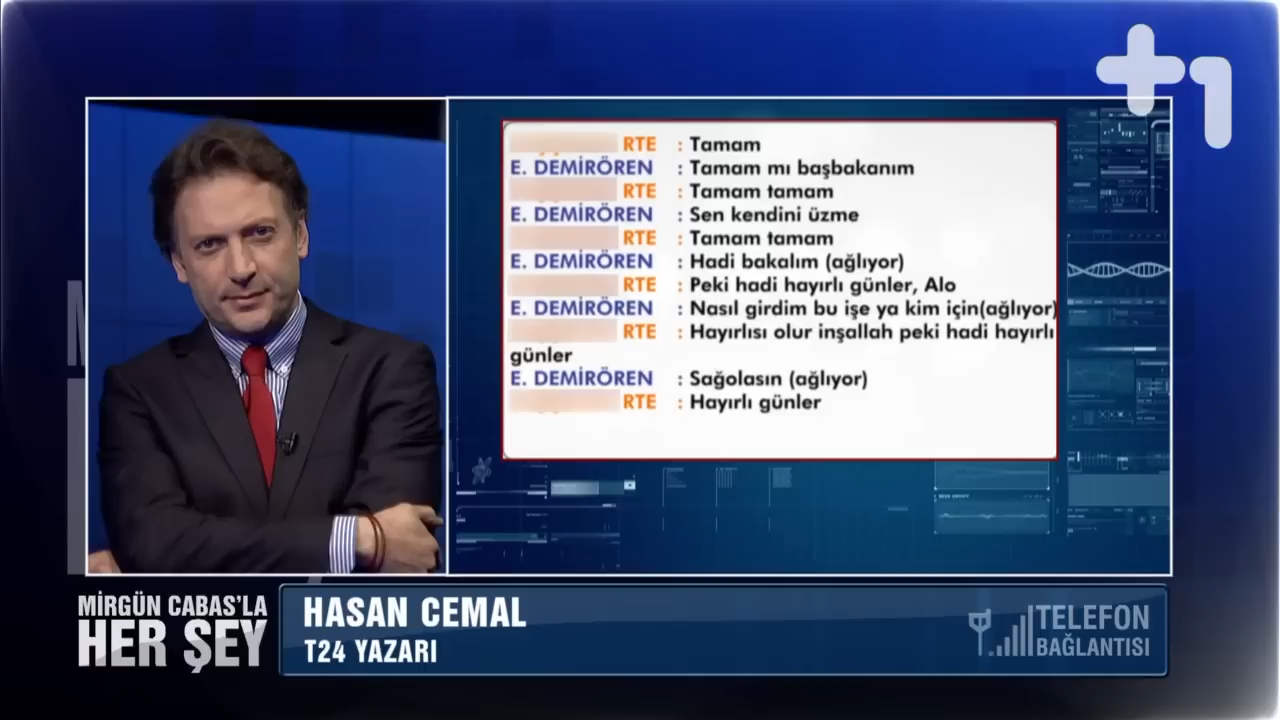 +1
RTE : Tamam
E. DEMİRÖREN : Tamam mı başbakanım
RTE : Tamam tamam
E. DEMİRÖREN : Sen kendini üzme
RTE : Tamam tamam
E. DEMİRÖREN : Hadi bakalım (ağlıyor)
RTE : Peki hadi hayırlı günler, Alo
E. DEMİRÖREN : Nasıl girdim bu işe ya kim için(ağlıyor)
RTE : Hayırlısı olur inşallah peki hadi hayırlı
günler
E. DEMİRÖREN : Sağolasın (ağlıyor)
RTE : Hayırlı günler
MİRGÜN CABAS'LA
HER ŞEY
HASAN CEMAL
T24 YAZARI
TELEFON
BAĞLANTISI